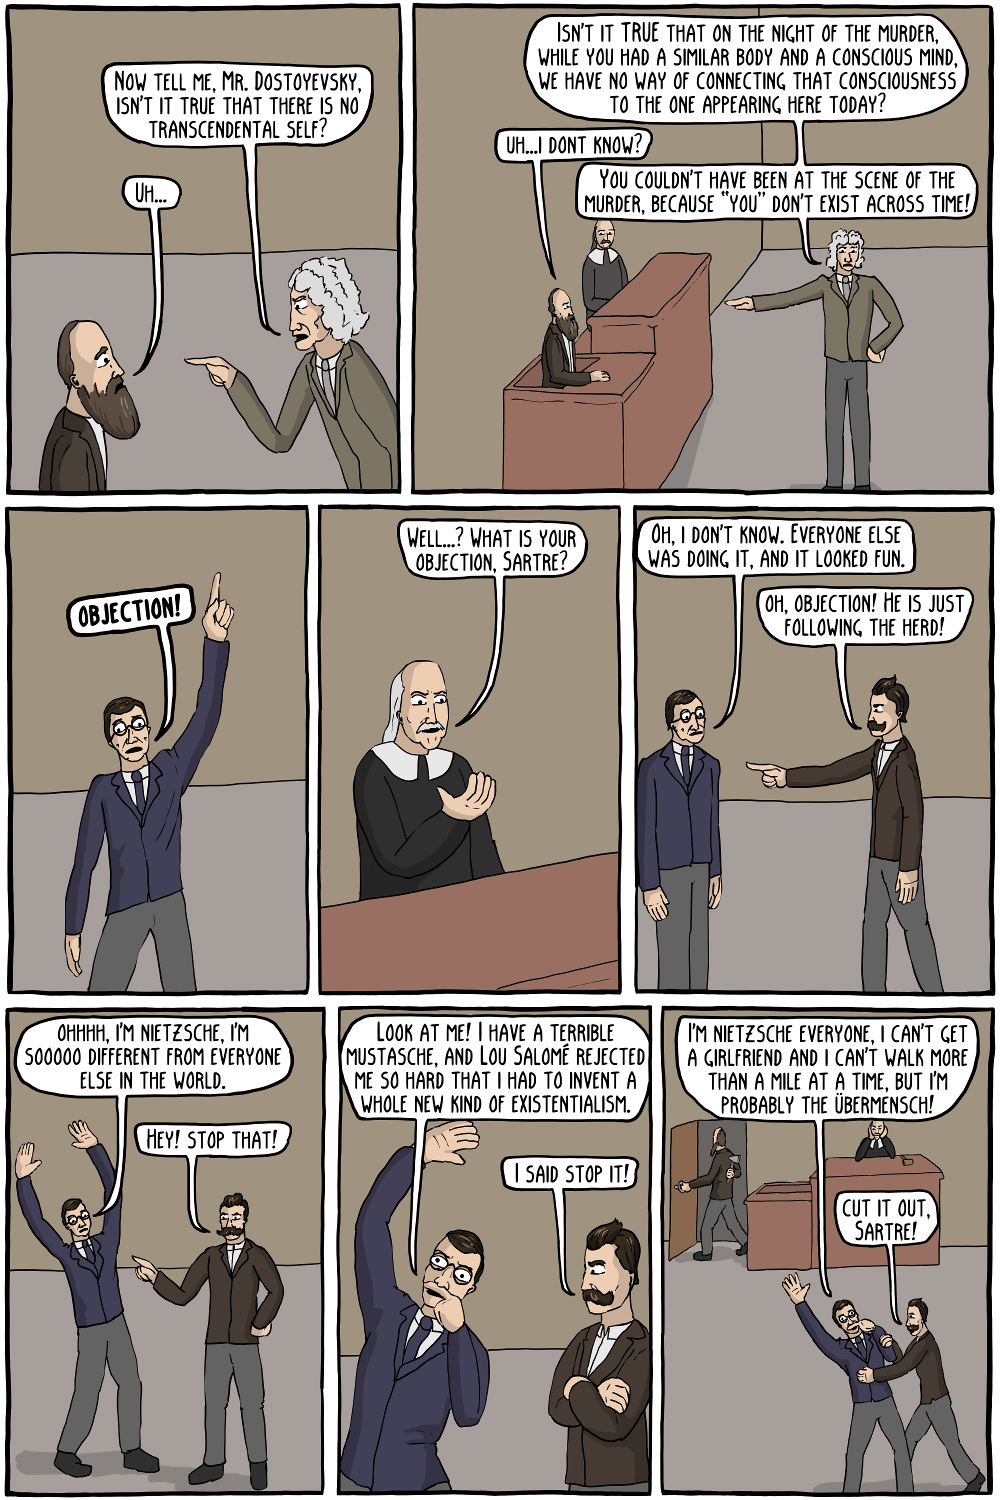 NOW TELL ME, MR. DOSTOYEVSKY,
ISN'T IT TRUE THAT THERE IS NO
TRANSCENDENTAL SELF?
UH...
ISN'T IT TRUE THAT ON THE NIGHT OF THE MURDER,
WHILE YOU HAD A SIMILAR BODY AND A CONSCIOUS MIND,
WE HAVE NO WAY OF CONNECTING THAT CONSCIOUSNESS
TO THE ONE APPEARING HERE TODAY?
UH...I DONT KNOW?
YOU COULDN'T HAVE BEEN AT THE SCENE OF THE
MURDER, BECAUSE "YOU" DON'T EXIST ACROSS TIME!
OBJECTION!
WELL...? WHAT IS YOUR
OBJECTION, SARTRE?
OH, I DON'T KNOW. EVERYONE ELSE
WAS DOING IT, AND IT LOOKED FUN.
OH, OBJECTION! HE IS JUST
FOLLOWING THE HERD!
OHHHH, I'M NIETZSCHE, I'M
SOOOOO DIFFERENT FROM EVERYONE
ELSE IN THE WORLD.
HEY! STOP THAT!
LOOK AT ME! I HAVE A TERRIBLE
MUSTASCHE, AND LOU SALOMÉ REJECTED
ME SO HARD THAT I HAD TO INVENT A
WHOLE NEW KIND OF EXISTENTIALISM.
I SAID STOP IT!
I'M NIETZSCHE EVERYONE, I CAN'T GET
A GIRLFRIEND AND I CAN'T WALK MORE
THAN A MILE AT A TIME, BUT I'M
PROBABLY THE ÜBERMENSCH!
CUT IT OUT,
SARTRE!